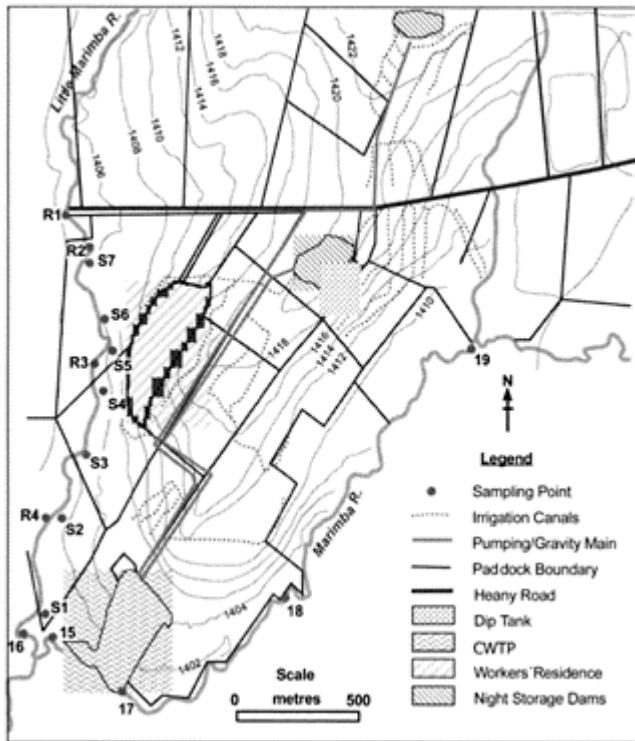 Little Marimba R.
1412
1418
1416
1414
1410
1408
1406
1422
1420
R1
R2
S7
S6
R3
S5
S4
S3
R4
S2
S1
16
15
17
18
19
1418
1416
1414
1412
1410
1404
1402
Marimba R.
N
Legend
Sampling Point
Irrigation Canals
Pumping/Gravity Main
Paddock Boundary
Heany Road
Dip Tank
CWTP
Workers' Residence
Night Storage Dams
Scale
0 metres 500